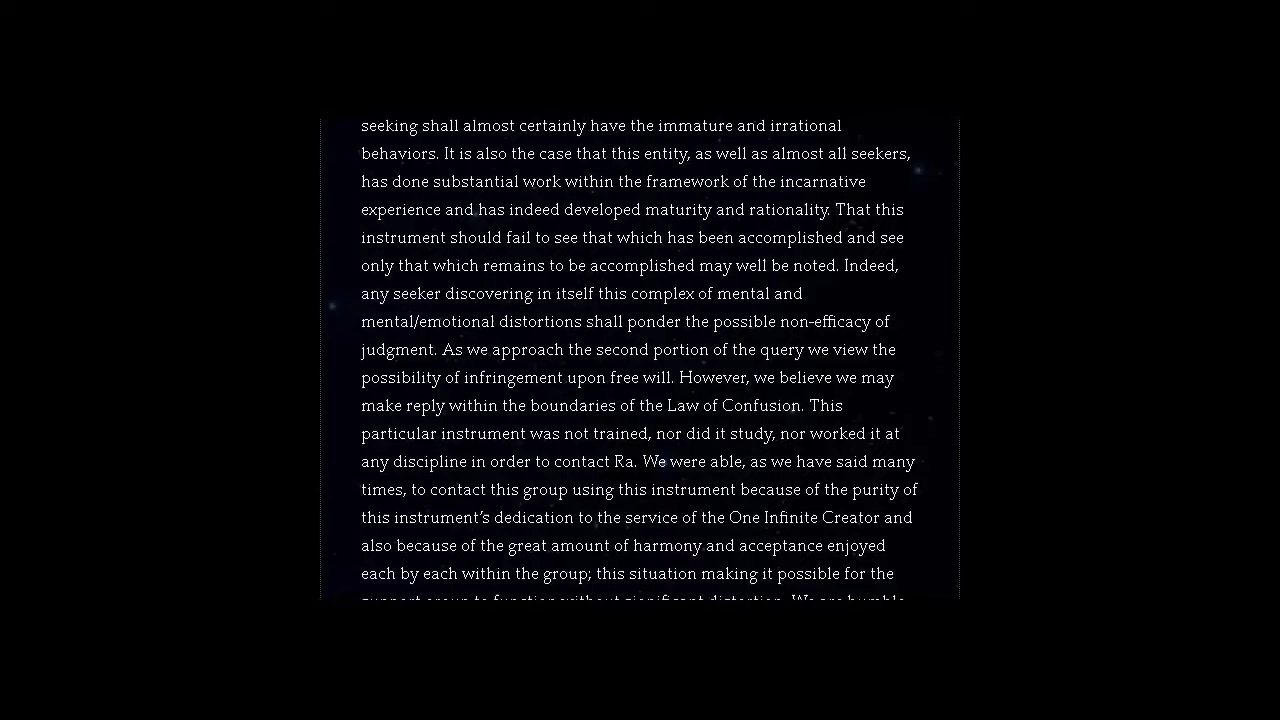 seeking shall almost certainly have the immature and irrational
behaviors. It is also the case that this entity, as well as almost all seekers,
has done substantial work within the framework of the incarnative
experience and has indeed developed maturity and rationality. That this
instrument should fail to see that which has been accomplished and see
only that which remains to be accomplished may well be noted. Indeed,
any seeker discovering in itself this complex of mental and
mental/emotional distortions shall ponder the possible non-efficacy of
judgment. As we approach the second portion of the query we view the
possibility of infringement upon free will. However, we believe we may
make reply within the boundaries of the Law of Confusion. This
particular instrument was not trained, nor did it study, nor worked it at
any discipline in order to contact Ra. We were able, as we have said many
times, to contact this group using this instrument because of the purity of
this instrument’s dedication to the service of the One Infinite Creator and
also because of the great amount of harmony and acceptance enjoyed
each by each within the group; this situation making it possible for the
support group to function without significant distortion. We are humble